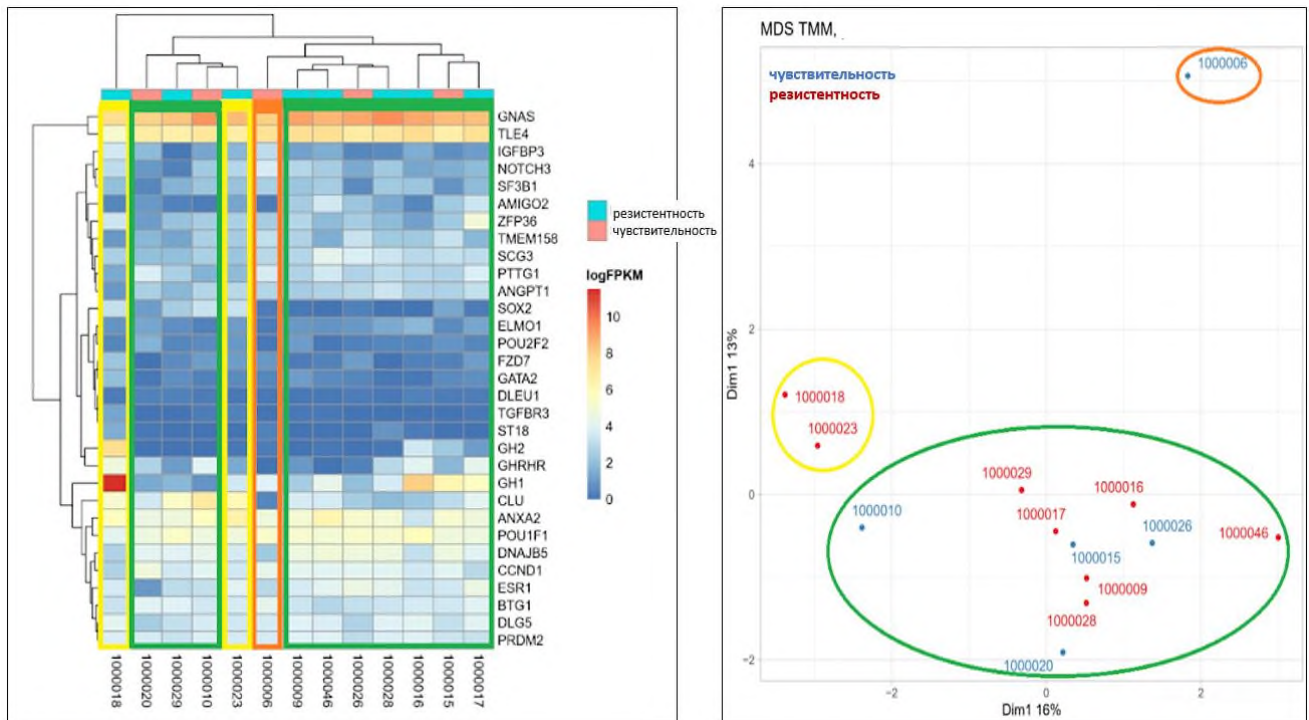 GNAS
TLE4
IGFBP3
NOTCH3
SF3B1
AMIGO2
ZFP36
TMEM158
SCG3
PTTG1
ANGPT1
SOX2
ELMO1
POU2F2
FZD7
GATA2
DLEU1
TGFBR3
ST18
GH2
GHRHR
GH1
CLU
ANXA2
POU1F1
DNAJB5
CCND1
ESR1
BTG1
DLG5
PRDM2
1000018
1000020
1000029
1000010
1000023
1000006
1000009
1000046
1000026
1000028
1000016
1000015
1000017
резистентность
чувствительность
logFPKM
10
8
6
4
2
0
MDS TMM,
чувствительность
резистентность
1000006
1000018
1000023
1000029
1000016
1000010
1000017
1000026
1000046
1000015
1000009
1000028
1000020
4
2
0
−2
Dim1 13%
−2
0
2
Dim1 16%